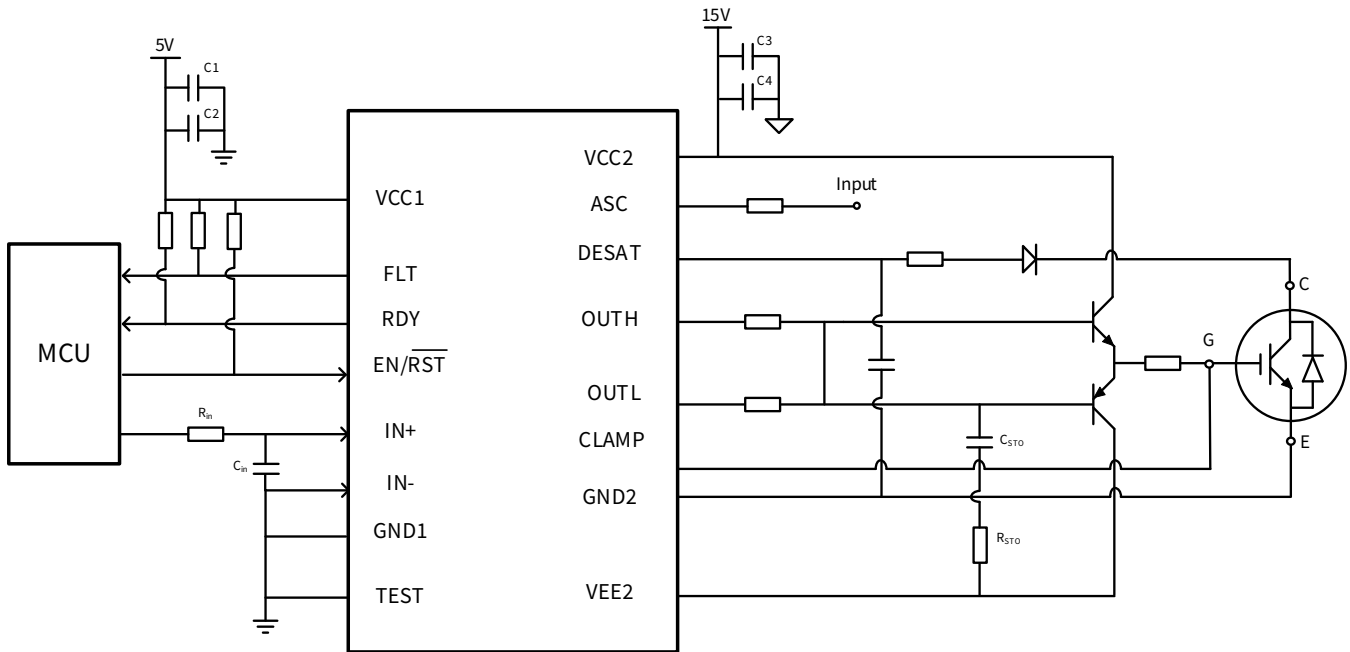 15V
5V
C3
C1
C4
C2
VCC2
Input
VCC1
ASC
DESAT
FLT
C
RDY
OUTH
MCU
G
EN/RST
OUTL
Rin
IN+
CLAMP
CSTO
E
Cin
IN-
GND2
GND1
RSTO
TEST
VEE2